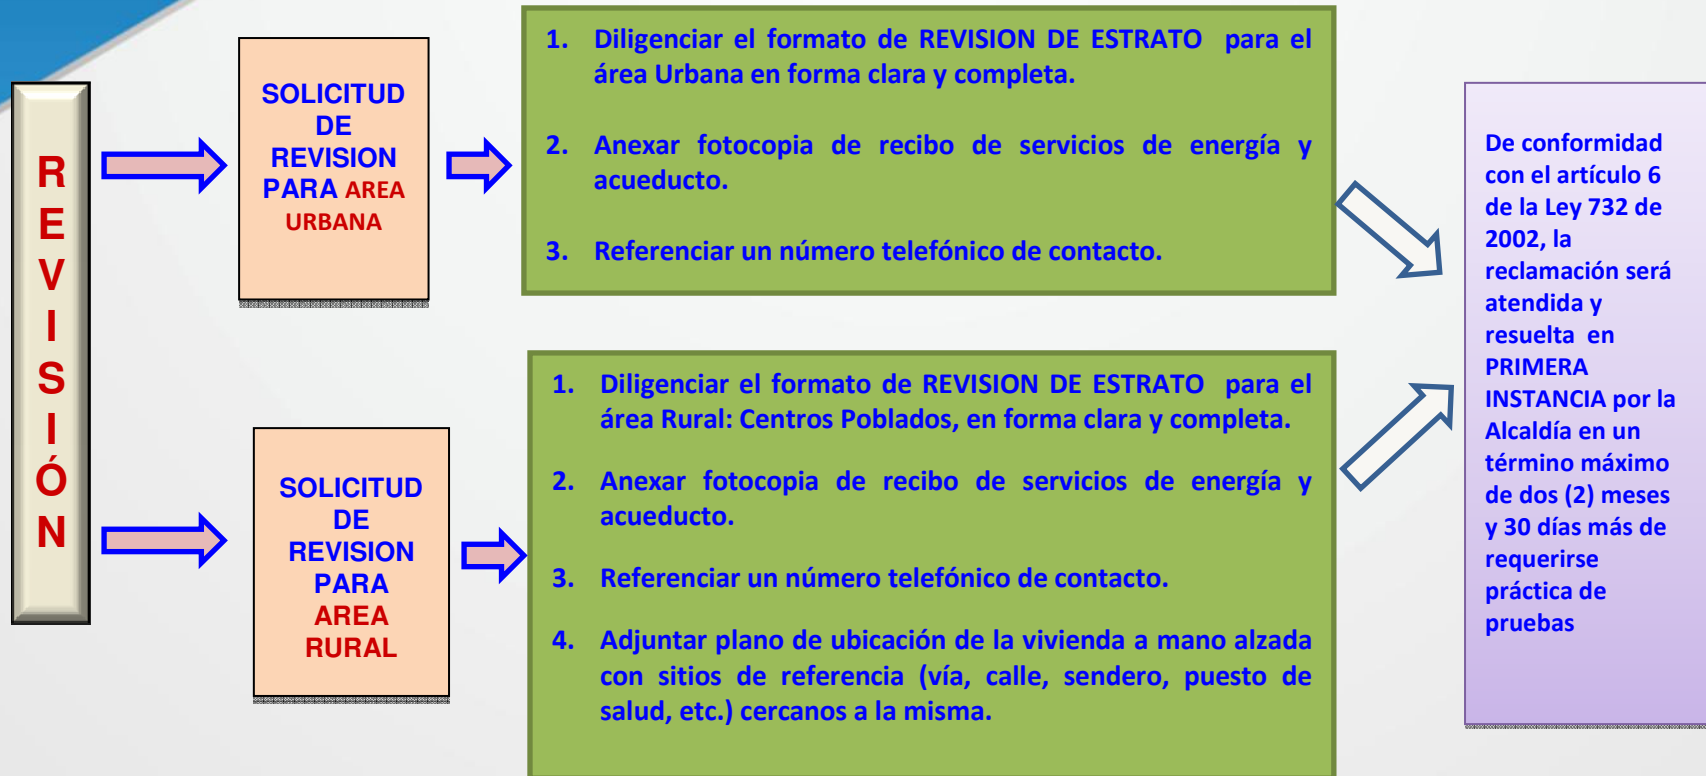 REVISIÓN
SOLICITUD
DE
REVISION
PARA AREA
URBANA
1. Diligenciar el formato de REVISION DE ESTRATO para el
área Urbana en forma clara y completa.
2. Anexar fotocopia de recibo de servicios de energía y
acueducto.
3. Referenciar un número telefónico de contacto.
SOLICITUD
DE
REVISION
PARA
AREA
RURAL
1. Diligenciar el formato de REVISION DE ESTRATO para el
área Rural: Centros Poblados, en forma clara y completa.
2. Anexar fotocopia de recibo de servicios de energía y
acueducto.
3. Referenciar un número telefónico de contacto.
4. Adjuntar plano de ubicación de la vivienda a mano alzada
con sitios de referencia (vía, calle, sendero, puesto de
salud, etc.) cercanos a la misma.
De conformidad
con el artículo 6
de la Ley 732 de
2002, la
reclamación será
atendida y
resuelta en
PRIMERA
INSTANCIA por la
Alcaldía en un
término máximo
de dos (2) meses
y 30 días más de
requerirse
práctica de
pruebas